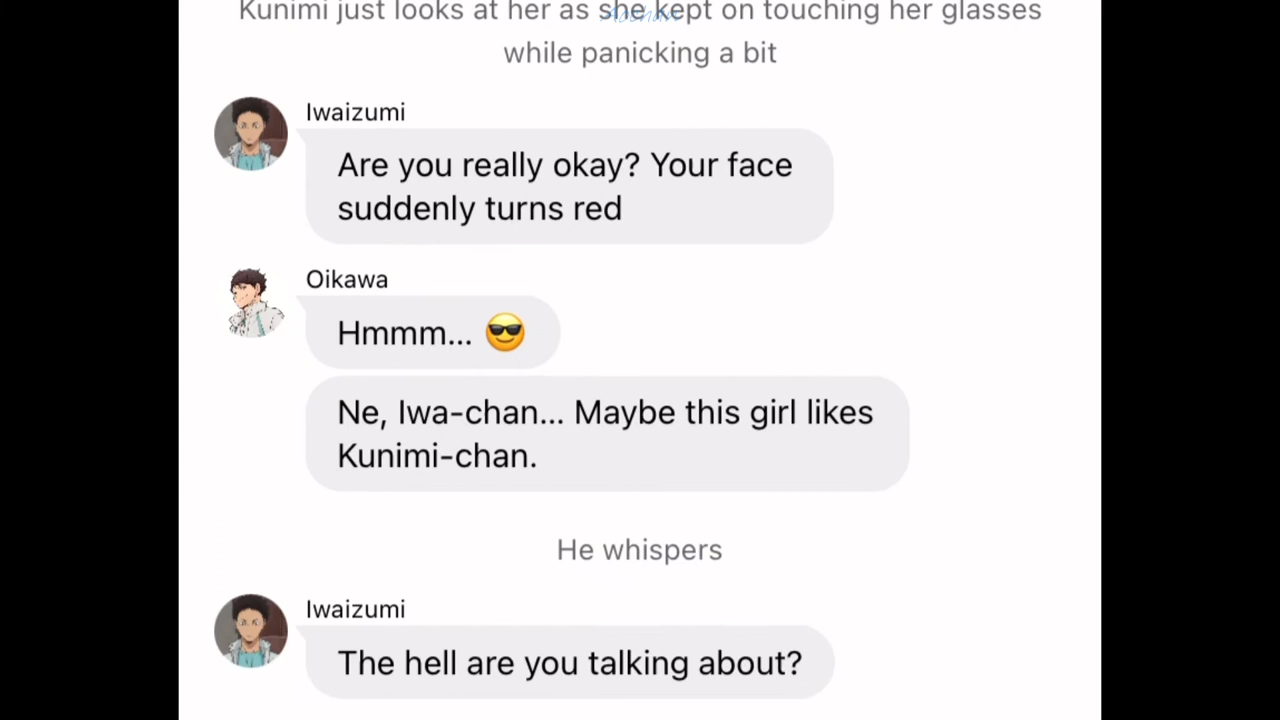 Kunimi just looks at her as she kept on touching her glasses
while panicking a bit
Iwaizumi
Are you really okay? Your face
suddenly turns red
Oikawa
Hmmm... 😎
Ne, Iwa-chan... Maybe this girl likes
Kunimi-chan.
He whispers
Iwaizumi
The hell are you talking about?